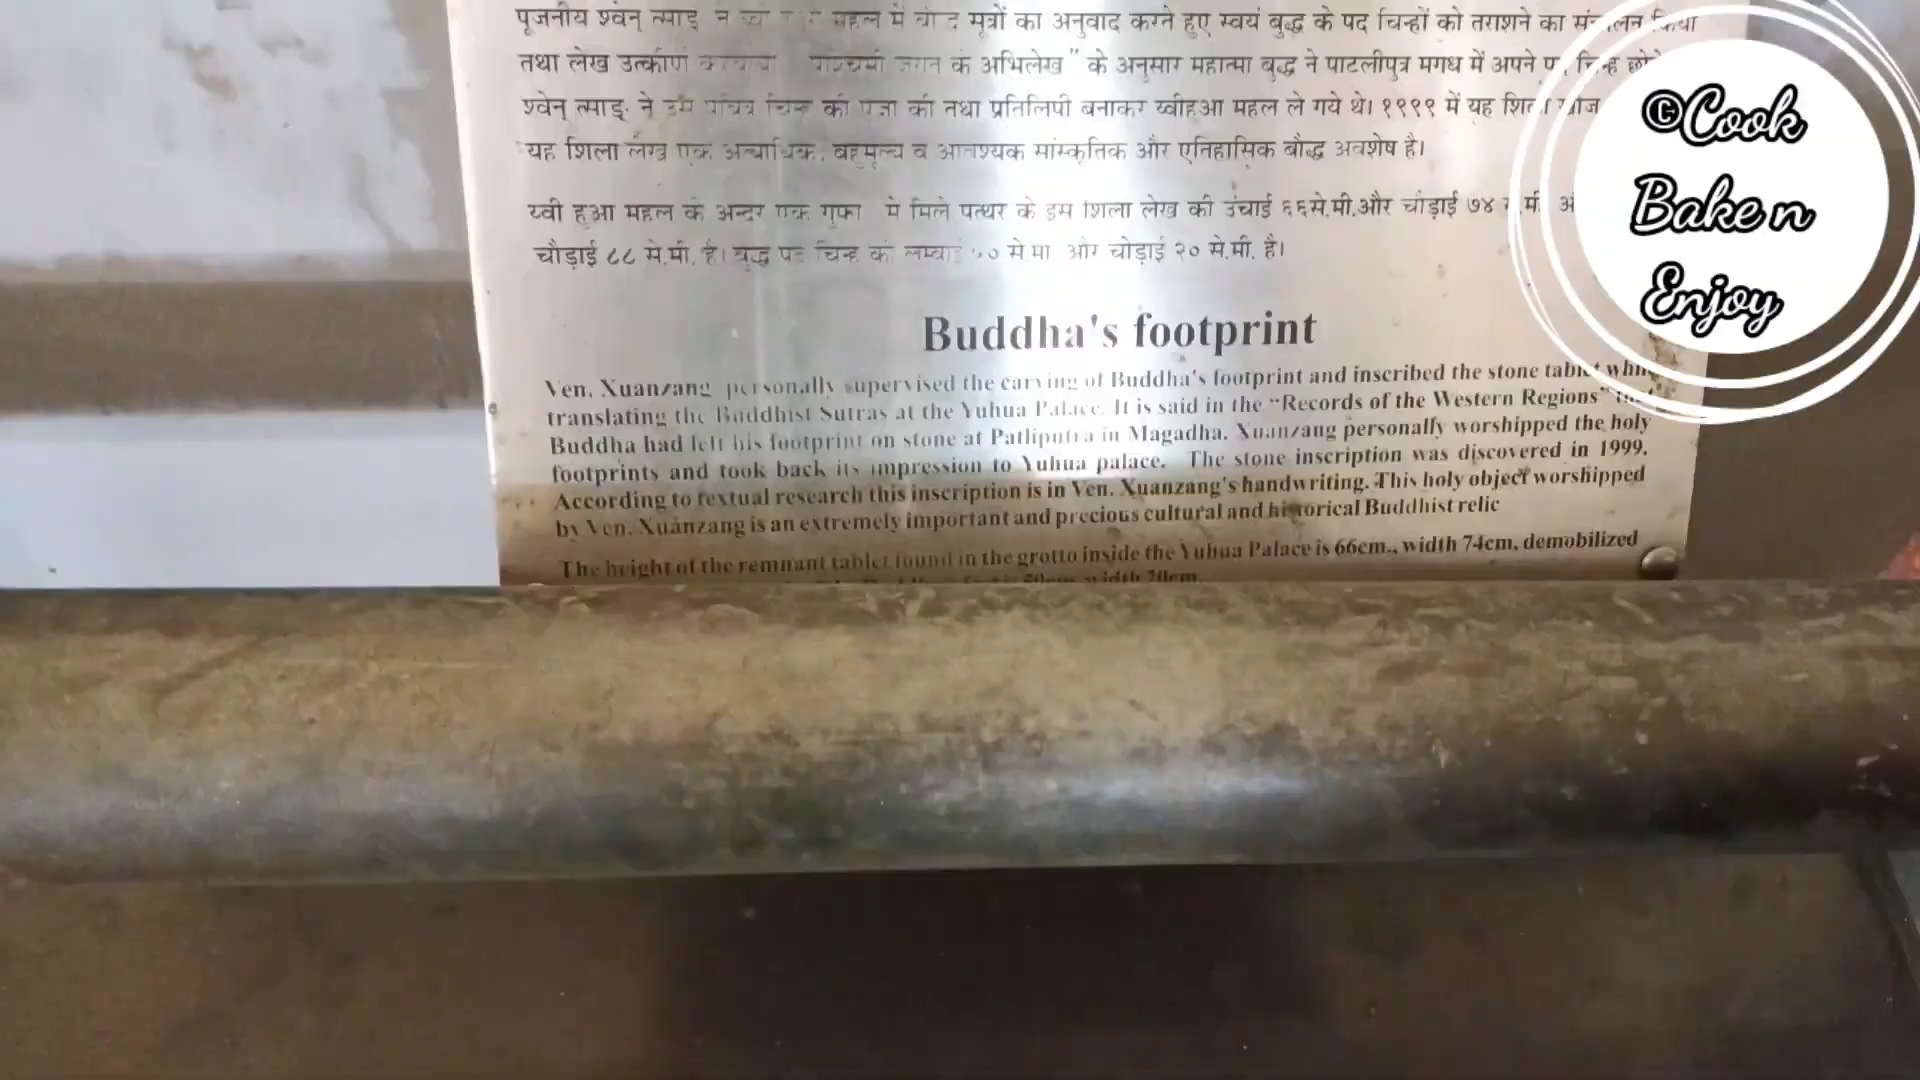 पूजनीय श्वेन् त्साङ् ने महल में सूत्रों का अनुवाद करते हुए स्वयं बुद्ध के पद चिन्हों को तराशने का किया
तथा लेख उत्कीर्ण के अभिलेख" के अनुसार महात्मा बुद्ध ने पाटलीपुत्र मगध में अपने
श्वेन् त्साङ् ने पवित्र चिन्ह की पूजा की तथा प्रतिलिपी बनाकर य्वीहआ महल ले गये थे। १९९९ में यह
यह शिला लेख एक अत्याधिक, बहुमूल्य व आवश्यक सांस्कृतिक और एतिहासिक बौद्ध अवशेष है।
य्वी हुआ महल के अन्दर एक गुफा में मिले पत्थर के इस शिला लेख की उंचाई ६६से.मी.और चौड़ाई ७४
चौड़ाई ८८ से.मी. है। बुद्ध पद चिन्ह की लम्बाई से.मी और चोड़ाई २० से.मी. है।
Buddha's footprint
Ven. Xuanzang personally supervised the carving of Buddha's footprint and inscribed the stone tablet
translating the Buddhist Sutras at the Yuhua Palace. It is said in the "Records of the Western Regions"
Buddha had left his footprint on stone at Patliputra in Magadha. Xuanzang personally worshipped the holy
footprints and took back its impression to Yuhua palace. The stone inscription was discovered in 1999.
According to textual research this inscription is in Ven. Xuanzang's handwriting. This holy object worshipped
by Ven. Xuanzang is an extremely important and precious cultural and historical Buddhist relic
The height of the remnant tablet found in the grotto inside the Yuhua Palace is 66cm., width 74cm, demobilized
width 20cm.
©Cook
Bake n
Enjoy